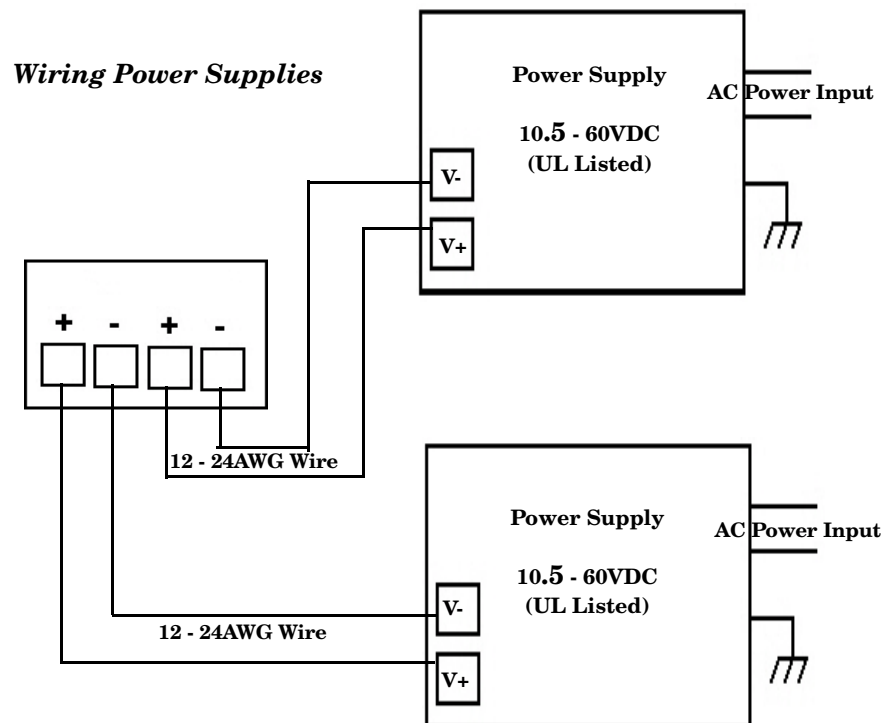 Wiring Power Supplies
Power Supply
AC Power Input
10.5 - 60VDC
(UL Listed)
V-
V+
+ - + -
12 - 24AWG Wire
Power Supply
AC Power Input
10.5 - 60VDC
(UL Listed)
V-
12 - 24AWG Wire
V+